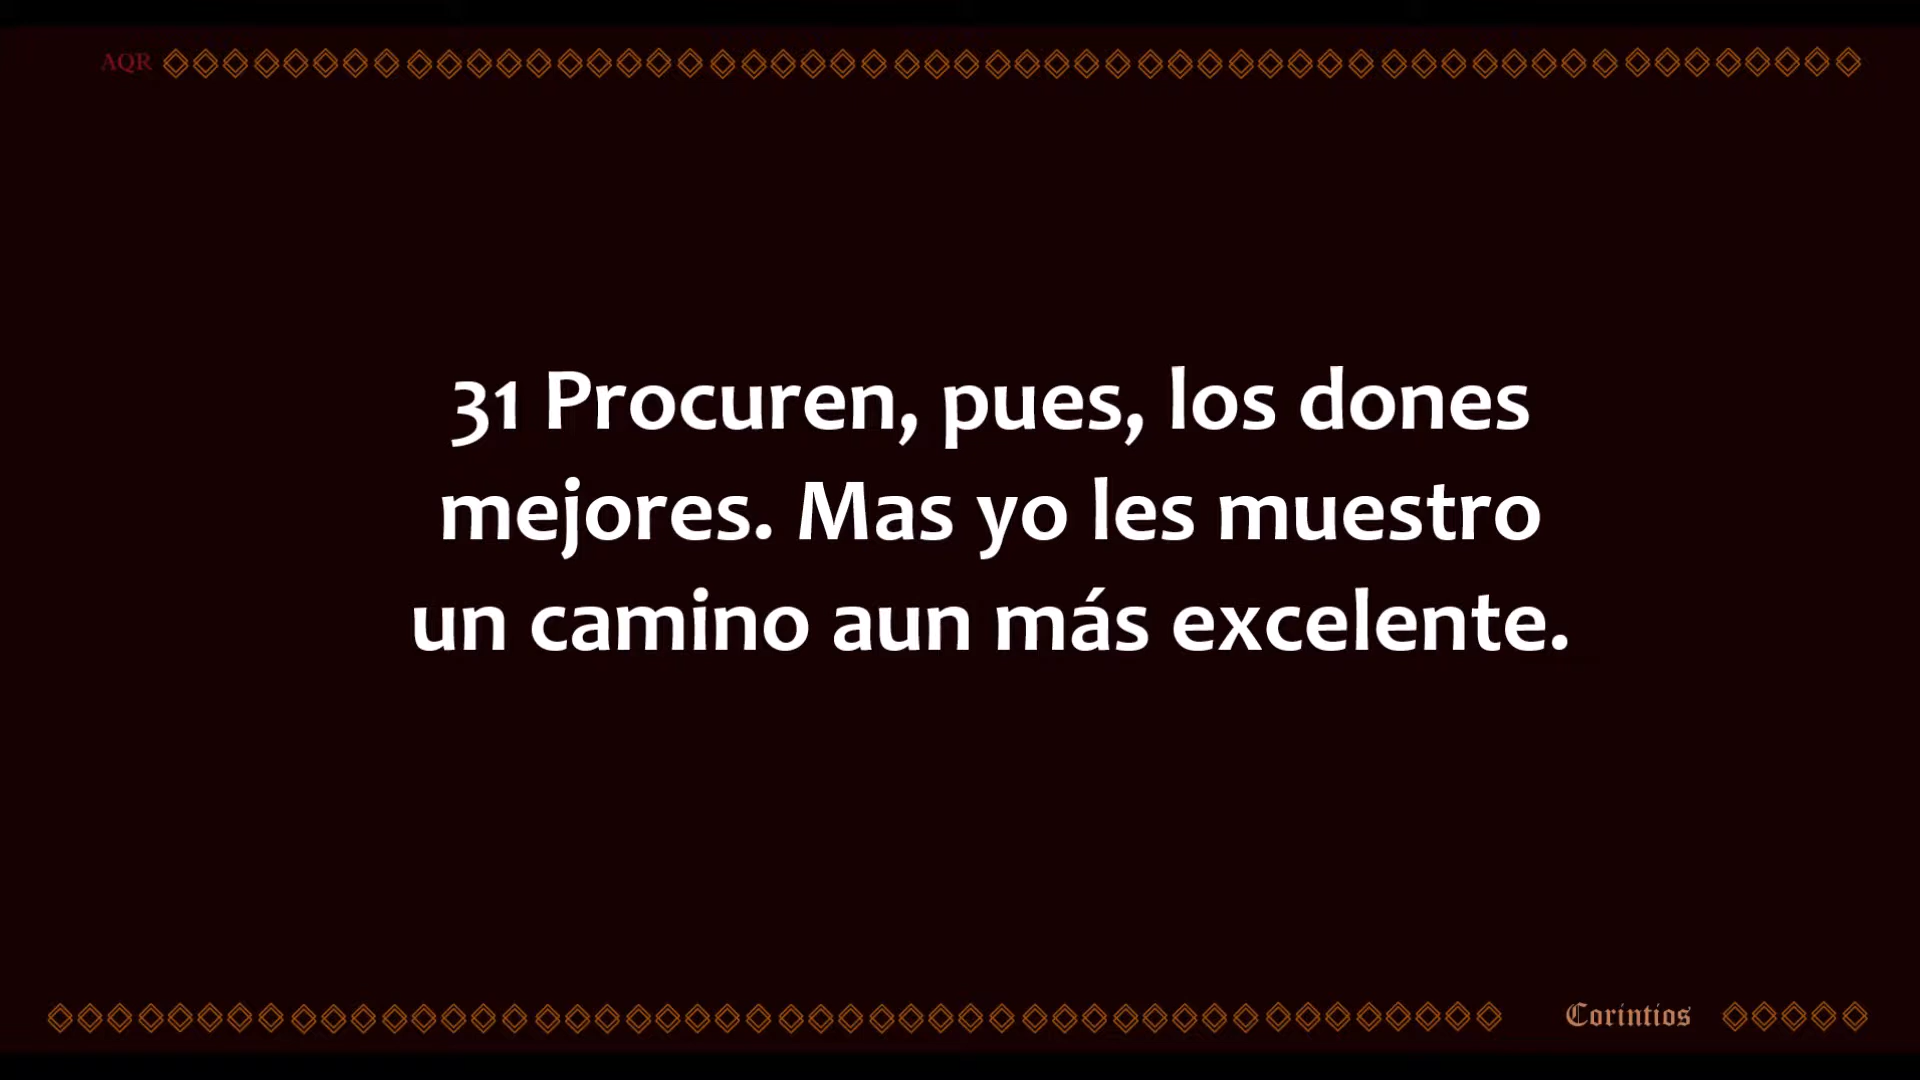 AQR
31 Procuren, pues, los dones
mejores. Mas yo les muestro
un camino aun más excelente.
Corintios